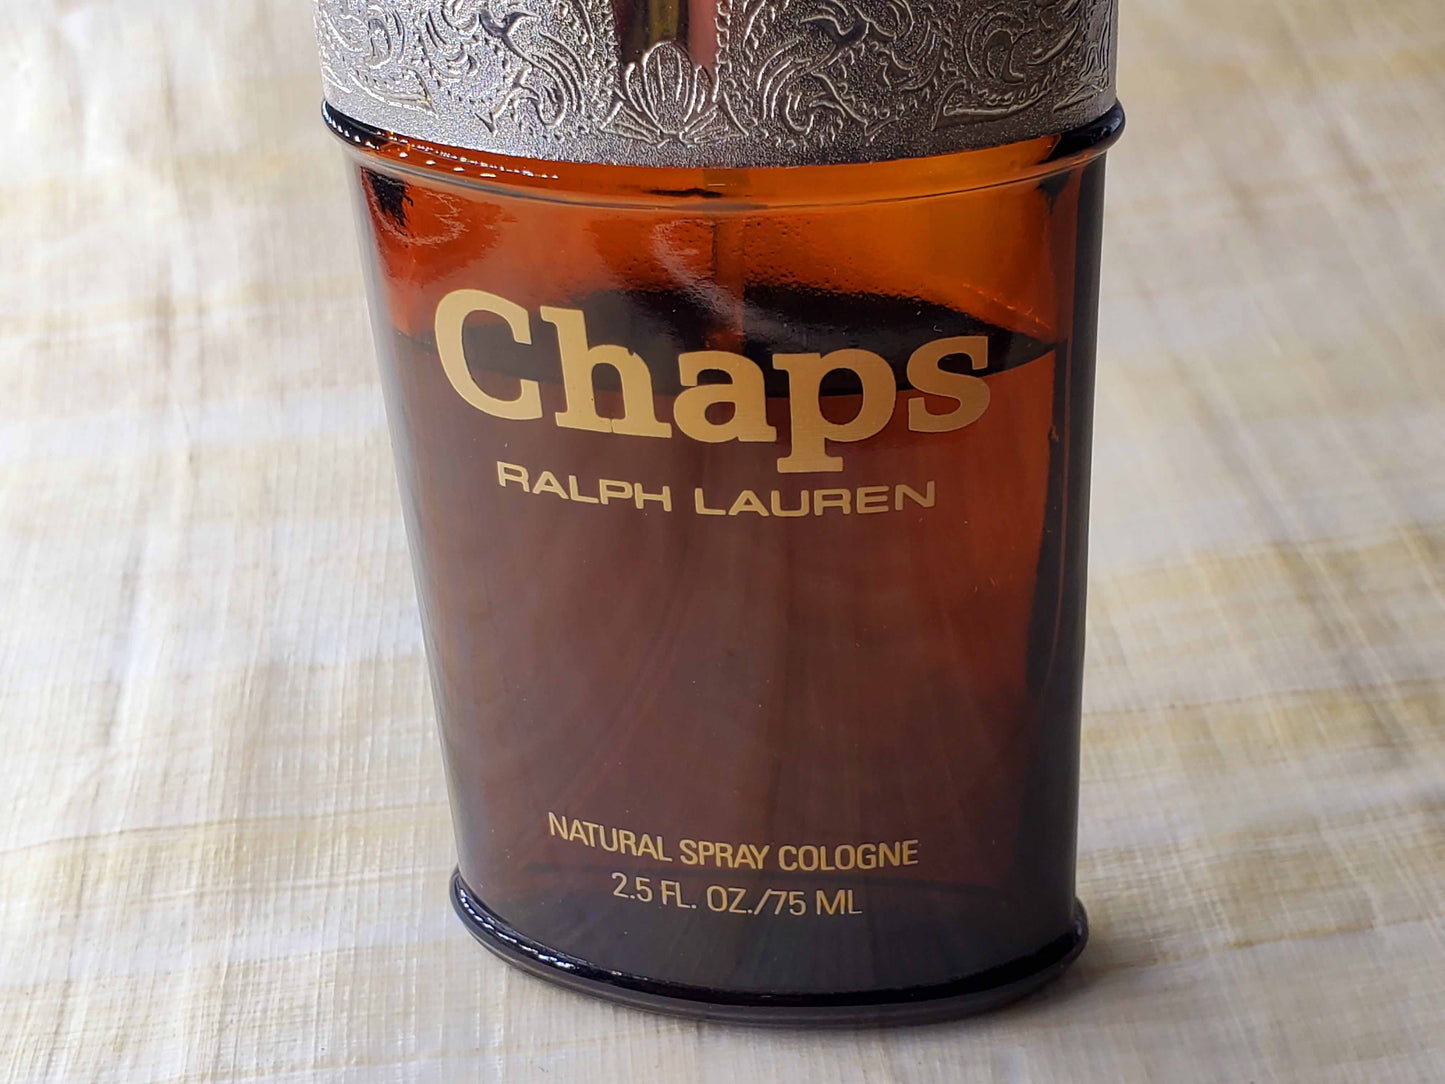 Chaps
RALPH LAUREN
NATURAL SPRAY COLOGNE
2.5 FL. OZ./75 ML